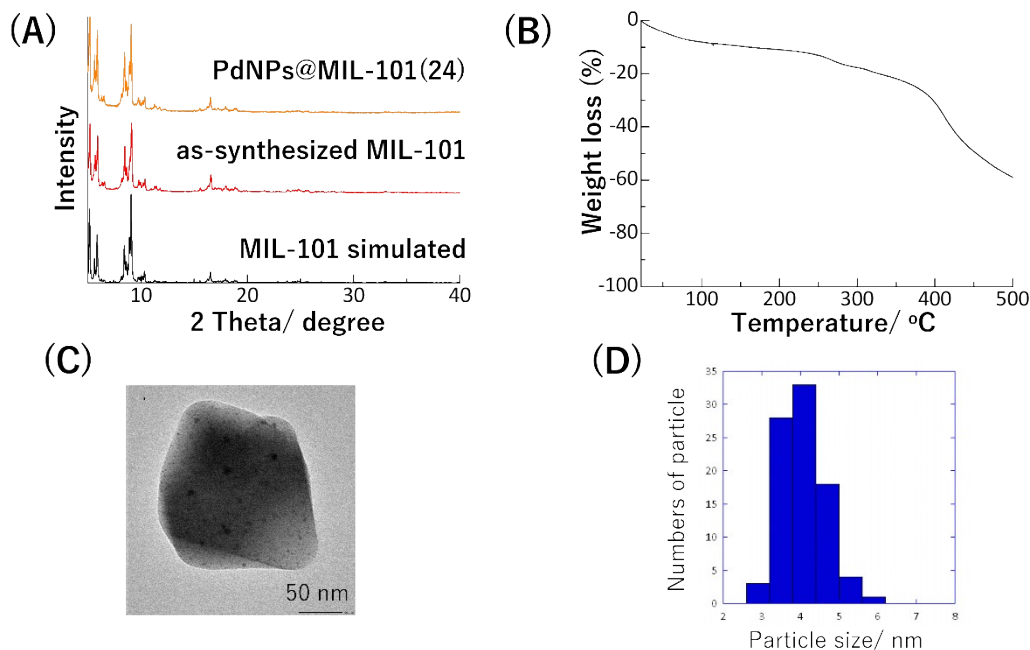 (A)
PdNPs@MIL-101(24)
as-synthesized MIL-101
MIL-101 simulated
Intensity
10 20 30 40
2 Theta/ degree
(B)
0
-20
-40
-60
-80
-100
Weight loss (%)
100 200 300 400 500
Temperature/ ºC
(C)
50 nm
(D)
35
30
25
20
15
10
5
0
Numbers of particle
2 3 4 5 6 7 8
Particle size/ nm